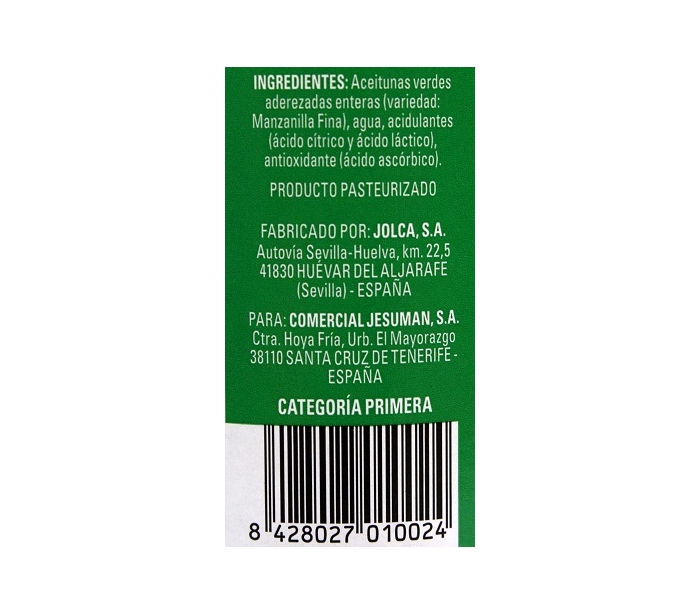 INGREDIENTES: Aceitunas verdes
aderezadas enteras (variedad:
Manzanilla Fina), agua, acidulantes
(ácido cítrico y ácido láctico),
antioxidante (ácido ascórbico).
PRODUCTO PASTEURIZADO
FABRICADO POR: JOLCA, S.A.
Autovía Sevilla-Huelva, km. 22,5
41830 HUÉVAR DEL ALJARAFE
(Sevilla) - ESPAÑA
PARA: COMERCIAL JESUMAN, S.A.
Ctra. Hoya Fría, Urb. El Mayorazgo
38110 SANTA CRUZ DE TENERIFE -
ESPAÑA
CATEGORÍA PRIMERA
8 428027 010024